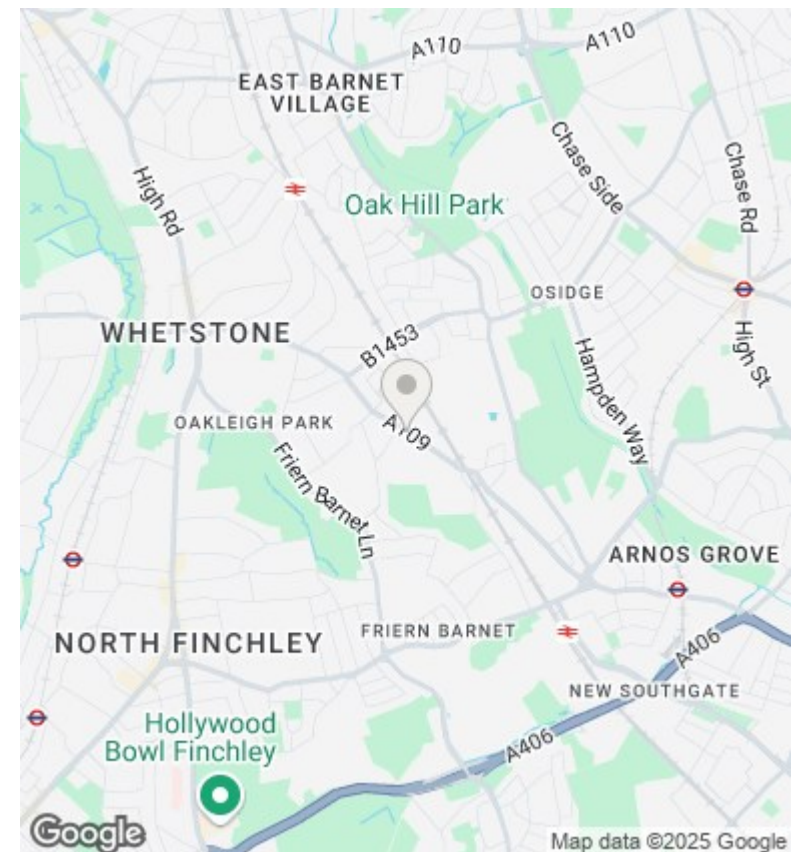 A110
A110
EAST BARNET
VILLAGE
Chase Side
Chase Rd
High Rd
Oak Hill Park
OSIDGE
WHETSTONE
B1453
High St
Hampden Way
OAKLEIGH PARK
A109
Friern Barnet Ln
ARNOS GROVE
NORTH FINCHLEY
FRIERN BARNET
A406
NEW SOUTHGATE
Hollywood
Bowl Finchley
A406
Google
Map data ©2025 Google